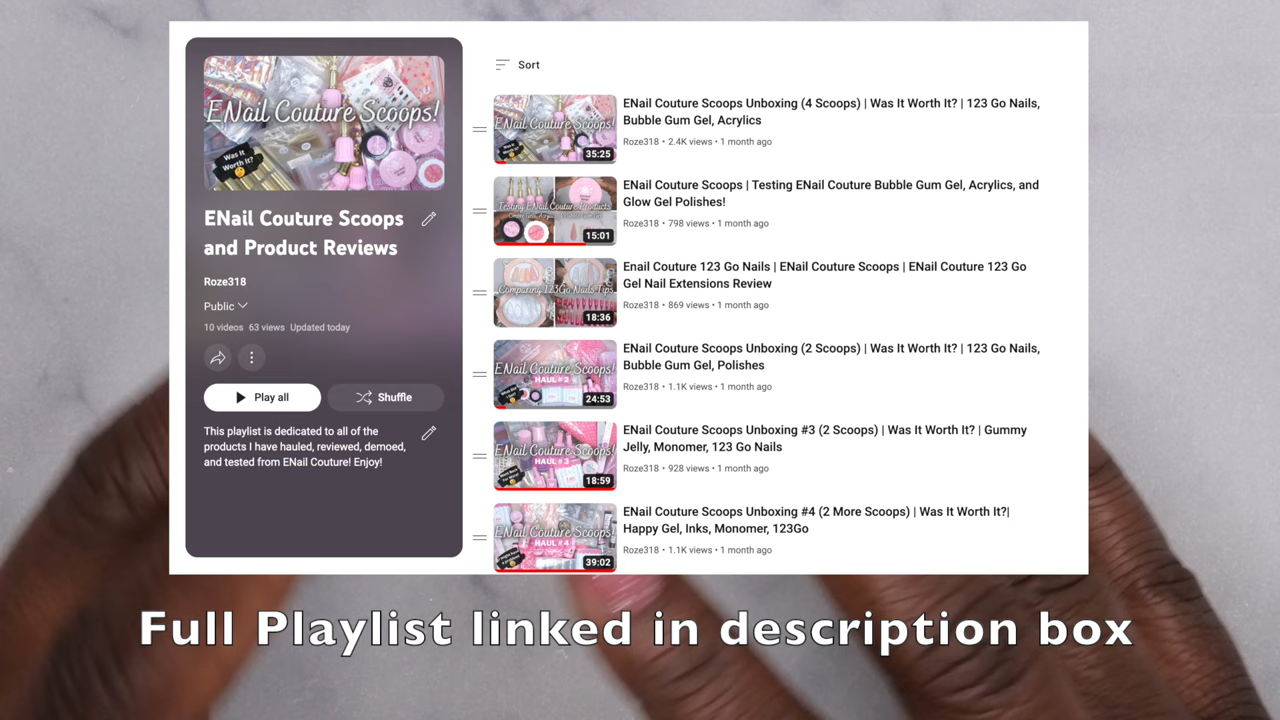 ENail Couture Scoops!
Was It
Worth It?
ENail Couture Scoops
and Product Reviews
Roze318
Public
10 videos 63 views Updated today
Play all
Shuffle
This playlist is dedicated to all of the
products I have hauled, reviewed, demoed,
and tested from ENail Couture! Enjoy!
Sort
ENail Couture Scoops!
Was It
Worth It?
35:25
ENail Couture Scoops Unboxing (4 Scoops) | Was It Worth It? | 123 Go Nails,
Bubble Gum Gel, Acrylics
Roze318 • 2.4K views • 1 month ago
Testing ENail Couture Products
15:01
ENail Couture Scoops | Testing ENail Couture Bubble Gum Gel, Acrylics, and
Glow Gel Polishes!
Roze318 • 798 views • 1 month ago
Comparing 123Go Nails Tips
18:36
Enail Couture 123 Go Nails | ENail Couture Scoops | ENail Couture 123 Go
Gel Nail Extensions Review
Roze318 • 869 views • 1 month ago
ENail Couture Scoops!
HAUL # 2
24:53
ENail Couture Scoops Unboxing (2 Scoops) | Was It Worth It? | 123 Go Nails,
Bubble Gum Gel, Polishes
Roze318 • 1.1K views • 1 month ago
ENail Couture Scoops!
HAUL # 3
18:59
ENail Couture Scoops Unboxing #3 (2 Scoops) | Was It Worth It? | Gummy
Jelly, Monomer, 123 Go Nails
Roze318 • 928 views • 1 month ago
ENail Couture Scoops!
HAUL # 4
39:02
ENail Couture Scoops Unboxing #4 (2 More Scoops) | Was It Worth It?|
Happy Gel, Inks, Monomer, 123Go
Roze318 • 1.1K views • 1 month ago
Full Playlist linked in description box